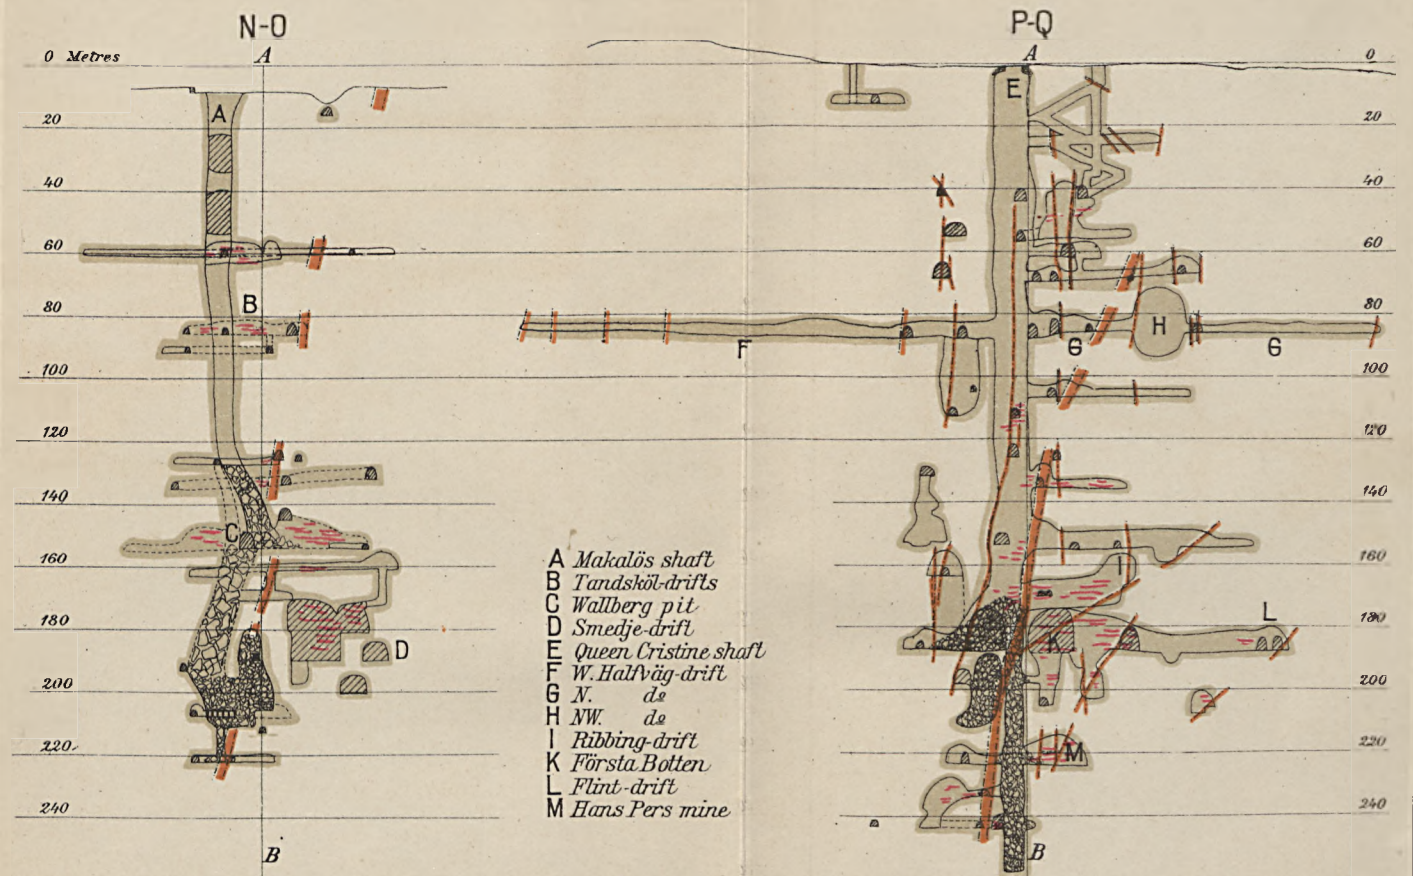 N-O
P-Q
A
A
0 Metres
0
20
20
40
40
60
60
80
80
100
100
120
120
140
140
160
160
180
180
200
200
220
220
240
240
A
B
C
D
E
F
G
H
G
I
K
L
M
B
B
A Makalös shaft
B Tandsköl-drifts
C Wallberg pit
D Smedje-drift
E Queen Cristine shaft
F W. Halfväg-drift
G N. do
H NW. do
I Ribbing-drift
K Första Botten
L Flint-drift
M Hans Pers mine